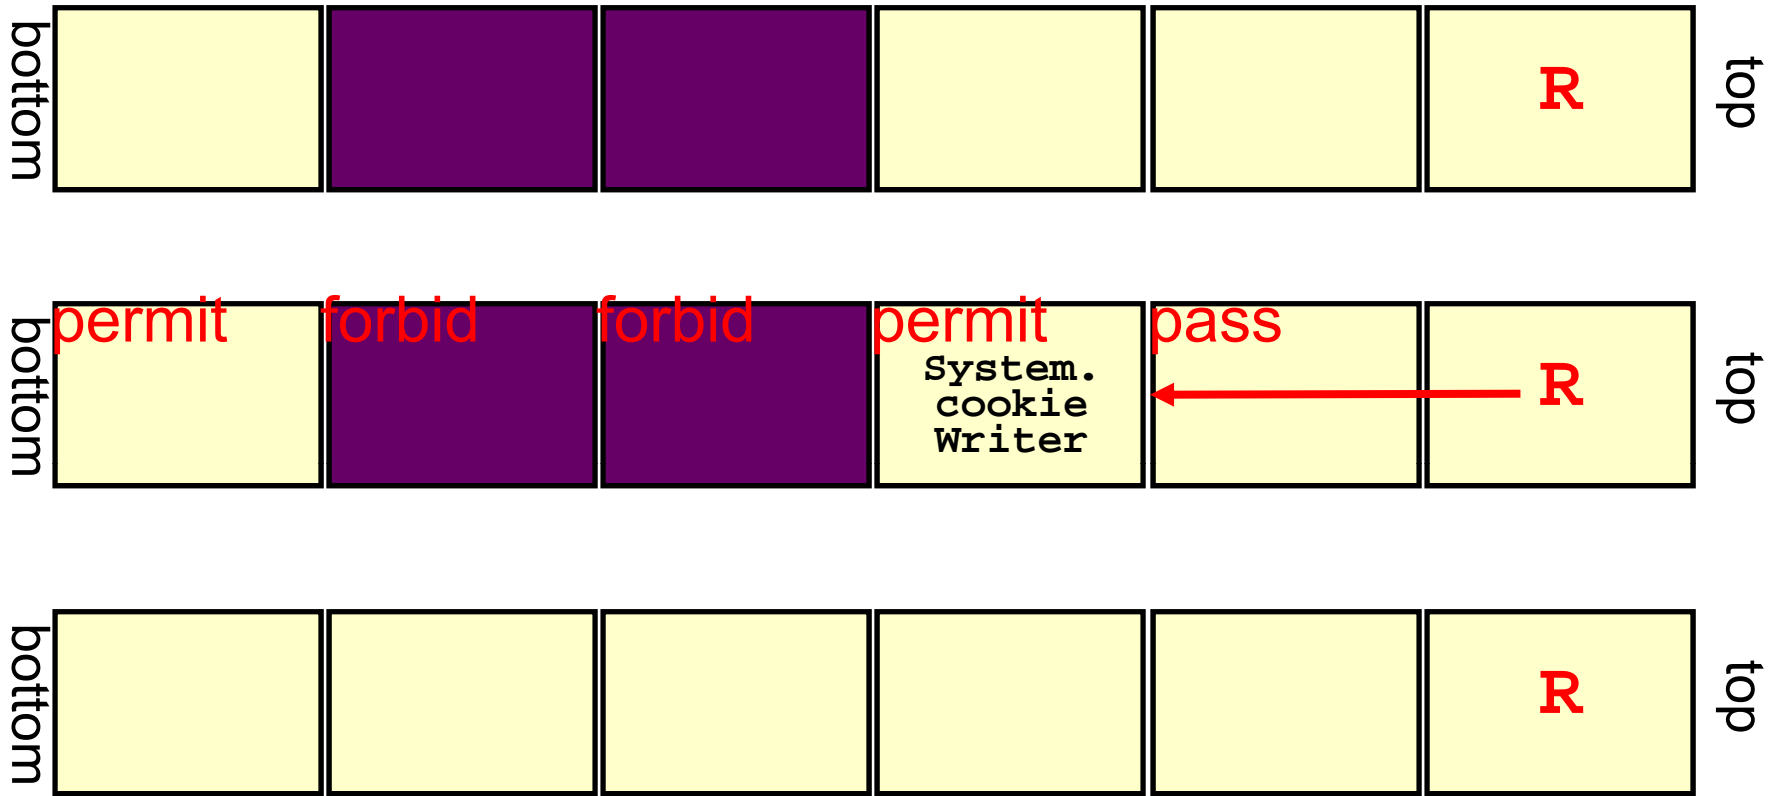 bottom
R
top
bottom
permit
forbid
forbid
permit
pass
System.
cookie
Writer
R
top
bottom
R
top